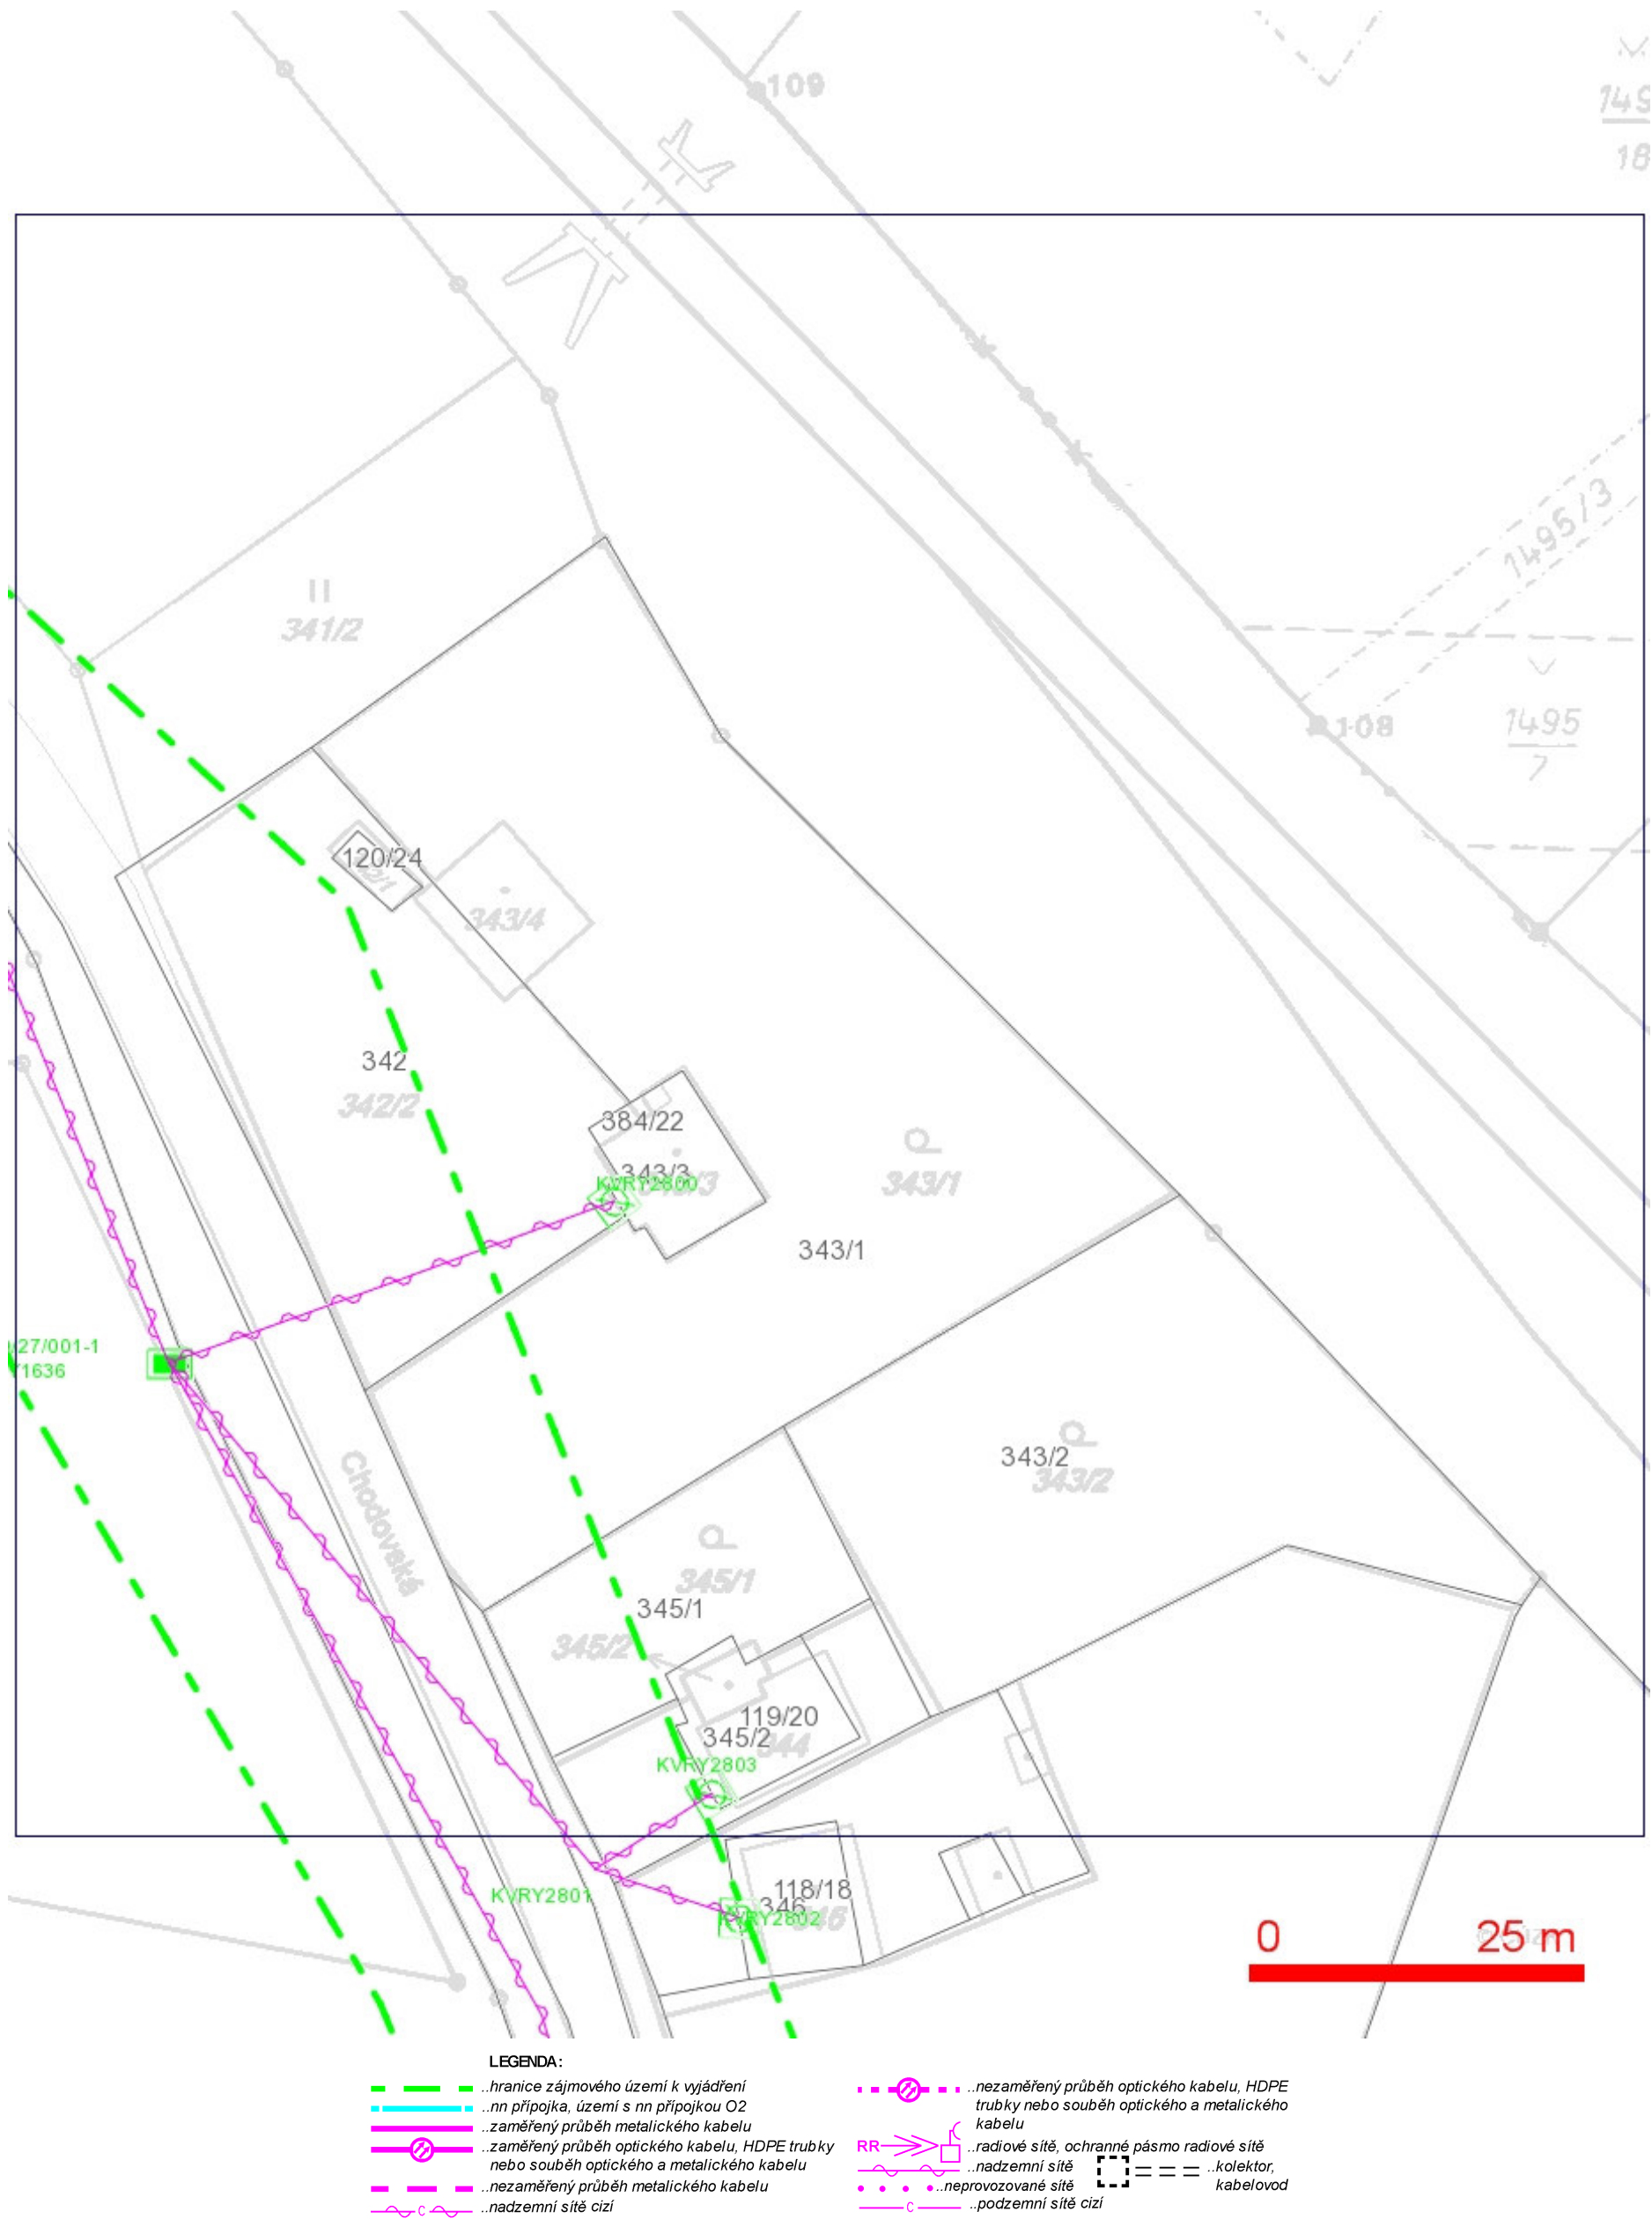 109
149
18
1495/3
II
341/2
108
1495
7
120/24
343/4
342
342/2
384/22
343/3
KVRY2800
343/1
343/1
27/001-1
1636
343/2
343/2
Chodovské
345/1
345/1
345/2
119/20
345/2
344
KVRY2803
118/18
346
KVRY2801
KVRY2802
0 25 m
LEGENDA:
..hranice zájmového území k vyjádření
..nn přípojka, území s nn přípojkou O2
..zaměřený průběh metalického kabelu
..zaměřený průběh optického kabelu, HDPE trubky
nebo souběh optického a metalického kabelu
..nezaměřený průběh metalického kabelu
C ..nadzemní sítě cizí
..nezaměřený průběh optického kabelu, HDPE
trubky nebo souběh optického a metalického
kabelu
RR ..radiové sítě, ochranné pásmo radiové sítě
..nadzemní sítě
..kolektor,
kabelovod
..neprovozované sítě
C ..podzemní sítě cizí